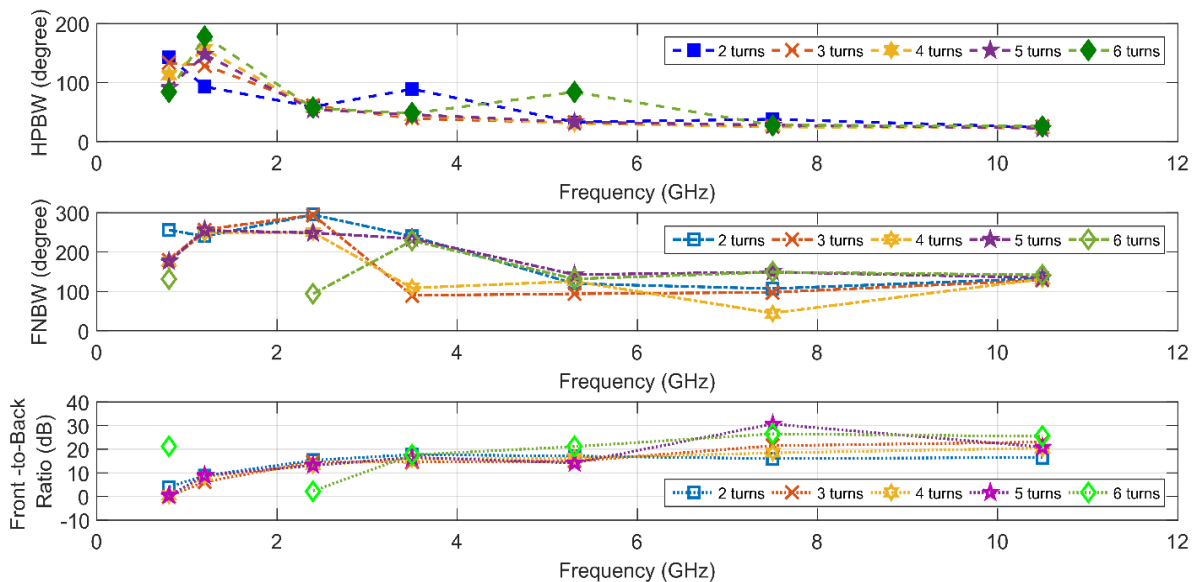 200
100
0
HPBW (degree)
2 turns 3 turns 4 turns 5 turns 6 turns
0 2 4 6 8 10 12
Frequency (GHz)
300
200
100
0
FNBW (degree)
2 turns 3 turns 4 turns 5 turns 6 turns
0 2 4 6 8 10 12
Frequency (GHz)
40
30
20
10
0
-10
Front -to-Back
Ratio (dB)
2 turns 3 turns 4 turns 5 turns 6 turns
0 2 4 6 8 10 12
Frequency (GHz)